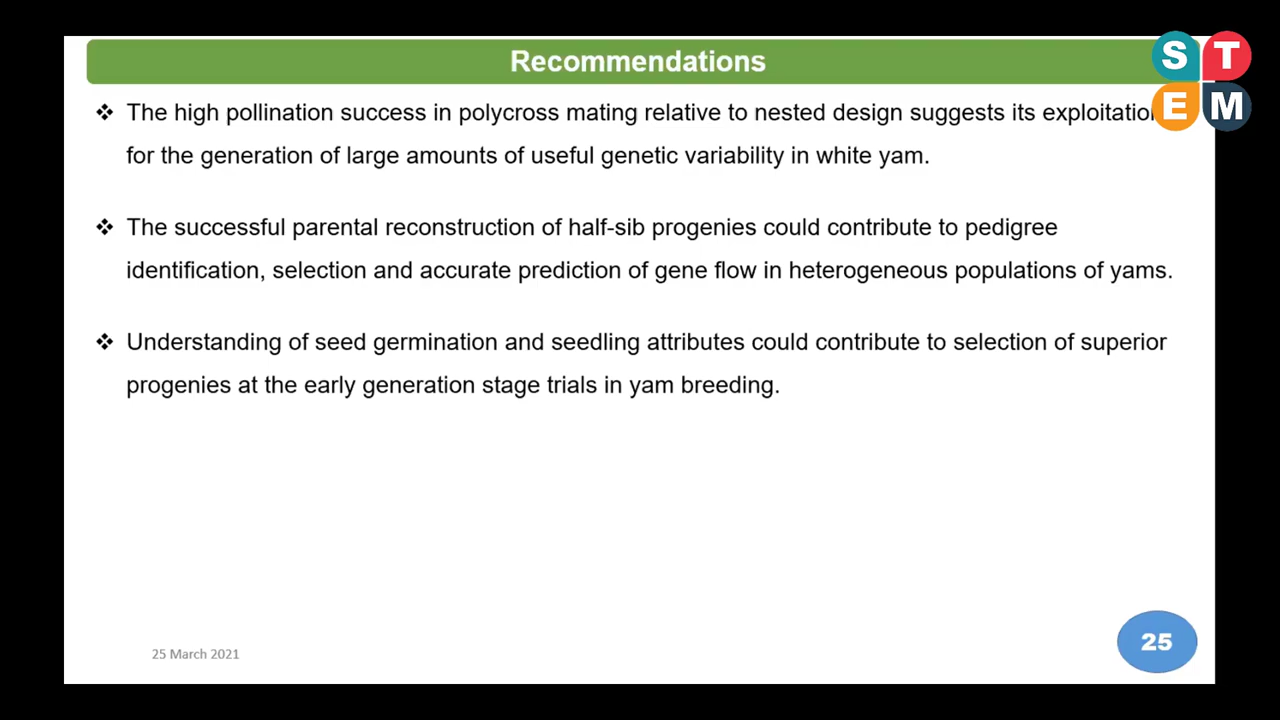 Recommendations
S T
E M
❖ The high pollination success in polycross mating relative to nested design suggests its exploitation
for the generation of large amounts of useful genetic variability in white yam.
❖ The successful parental reconstruction of half-sib progenies could contribute to pedigree
identification, selection and accurate prediction of gene flow in heterogeneous populations of yams.
❖ Understanding of seed germination and seedling attributes could contribute to selection of superior
progenies at the early generation stage trials in yam breeding.
25 March 2021
25